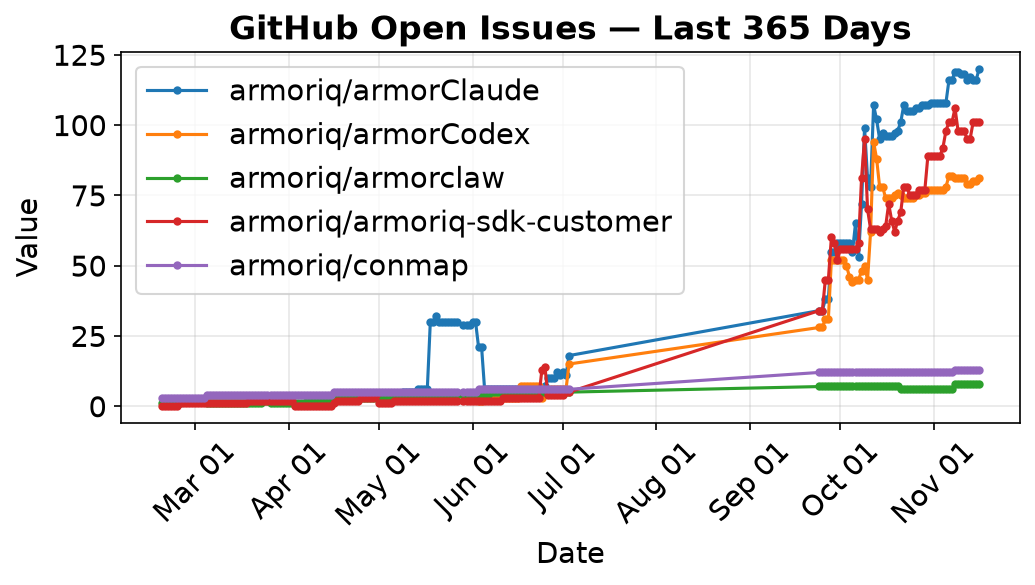 GitHub Open Issues — Last 365 Days
125
100
75
50
25
0
Value
armoriq/armorClaude
armoriq/armorCodex
armoriq/armorclaw
armoriq/armoriq-sdk-customer
armoriq/conmap
Mar 01
Apr 01
May 01
Jun 01
Jul 01
Aug 01
Sep 01
Oct 01
Nov 01
Date